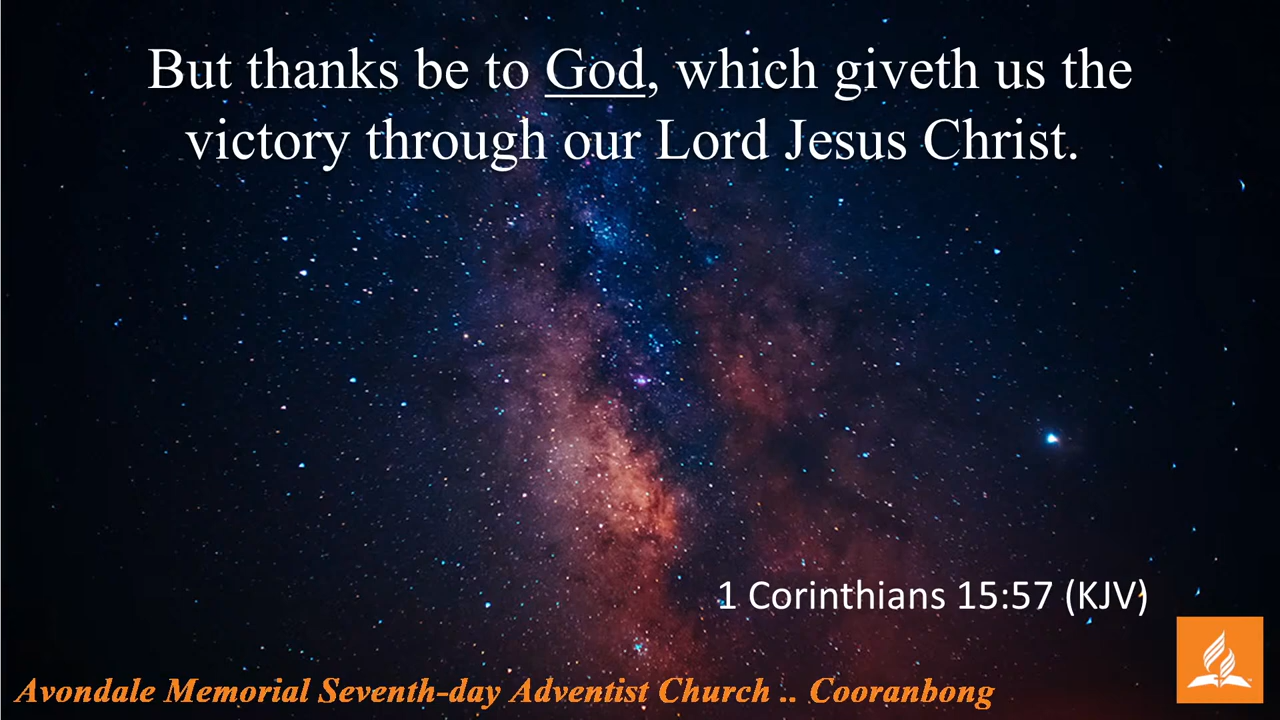 But thanks be to God, which giveth us the
victory through our Lord Jesus Christ.
1 Corinthians 15:57 (KJV)
Avondale Memorial Seventh-day Adventist Church .. Cooranbong